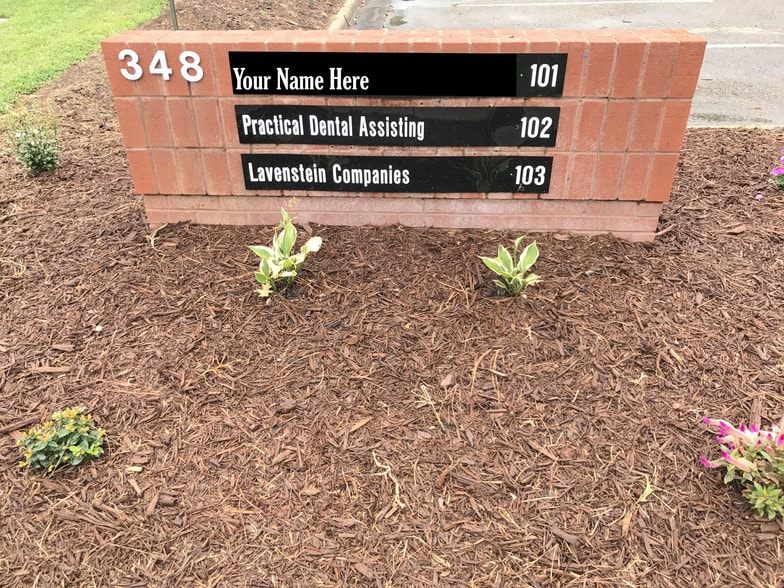 348
Your Name Here 101
Practical Dental Assisting 102
Lavenstein Companies 103